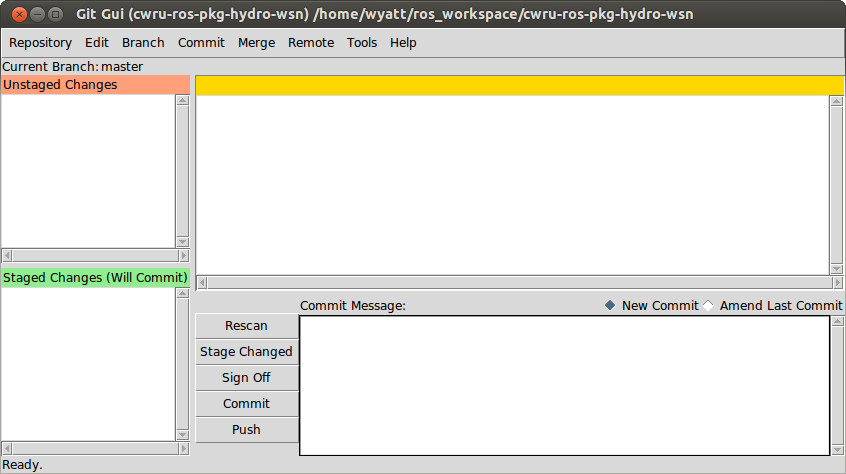 Git Gui (cwru-ros-pkg-hydro-wsn) /home/wyatt/ros_workspace/cwru-ros-pkg-hydro-wsn
Repository Edit Branch Commit Merge Remote Tools Help
Current Branch: master
Unstaged Changes
Staged Changes (Will Commit)
Commit Message: New Commit Amend Last Commit
Rescan
Stage Changed
Sign Off
Commit
Push
Ready.